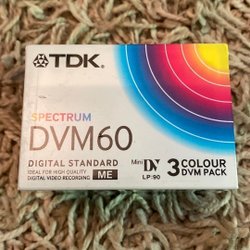 TDK
SPECTRUM
DVM60
DIGITAL STANDARD
IDEAL FOR HIGH QUALITY
DIGITAL VIDEO RECORDING
ME
Mini DV
LP:90
3 COLOUR
DVM PACK